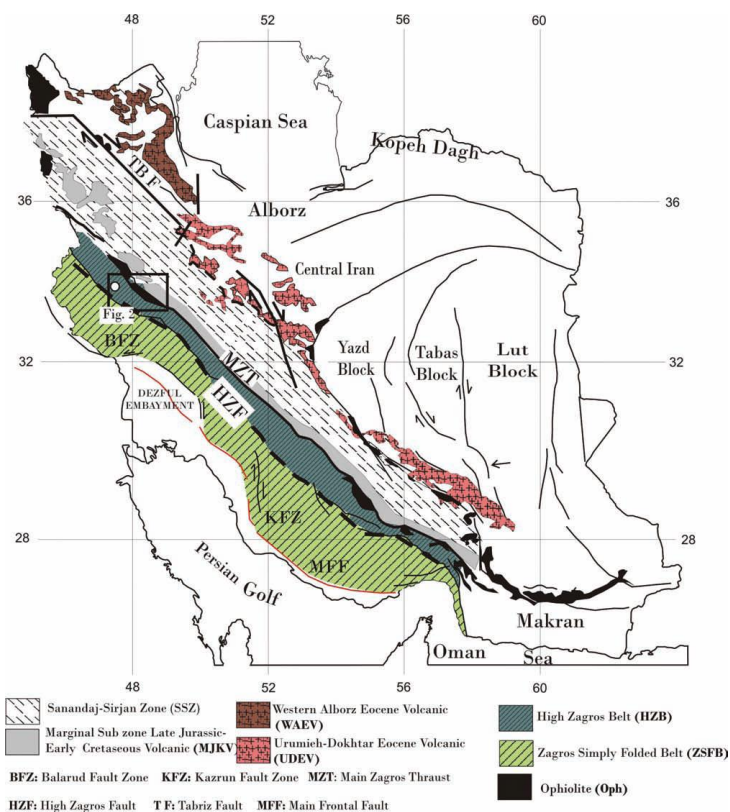 48 52 56 60
Caspian Sea
Kopeh Dagh
TB F
36 36
Alborz
Central Iran
Fig. 2
BFZ
32 32
MZT
Yazd
Block
Tabas
Block
Lut
Block
HZF
DEZFUL
EMBAYMENT
28 28
KFZ
MFF
Persian Golf
Makran
Oman Sea
48 52 56 60
Sanandaj-Sirjan Zone (SSZ)
Marginal Sub zone Late Jurassic-
Early Cretaceous Volcanic (MJKV)
Western Alborz Eocene Volcanic
(WAEV)
Urumieh-Dokhtar Eocene Volcanic
(UDEV)
High Zagros Belt (HZB)
Zagros Simply Folded Belt (ZSFB)
Ophiolite (Oph)
BFZ: Balarud Fault Zone KFZ: Kazrun Fault Zone MZT: Main Zagros Thraust
HZF: High Zagros Fault T F: Tabriz Fault MFF: Main Frontal Fault